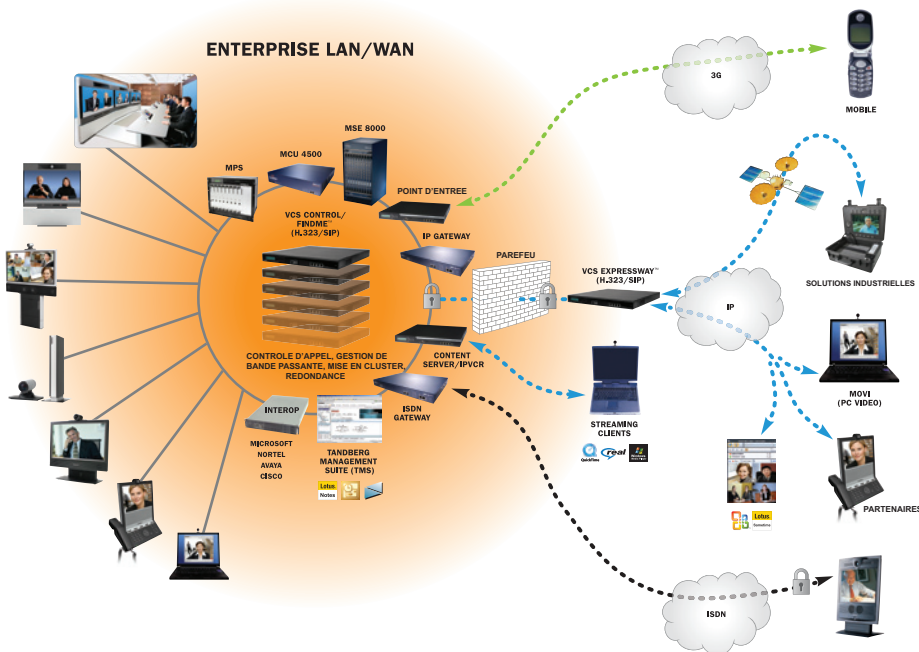 ENTERPRISE LAN/WAN
3G
MOBILE
MSE 8000
MCU 4500
MPS
POINT D'ENTREE
VCS CONTROL/
FINDME™
(H.323/SIP)
IP GATEWAY
PAREFEU
VCS EXPRESSWAY™
(H.323/SIP)
SOLUTIONS INDUSTRIELLES
IP
CONTROLE D'APPEL, GESTION DE
BANDE PASSANTE, MISE EN CLUSTER,
REDONDANCE
CONTENT
SERVER/IPVCR
ISDN
GATEWAY
MOVI
(PC VIDEO)
INTEROP
MICROSOFT
NORTEL
AVAYA
CISCO
TANDBERG
MANAGEMENT
SUITE (TMS)
Lotus
Notes
STREAMING
CLIENTS
QuickTime
real
Windows
Lotus
Sametime
PARTENAIRES
ISDN